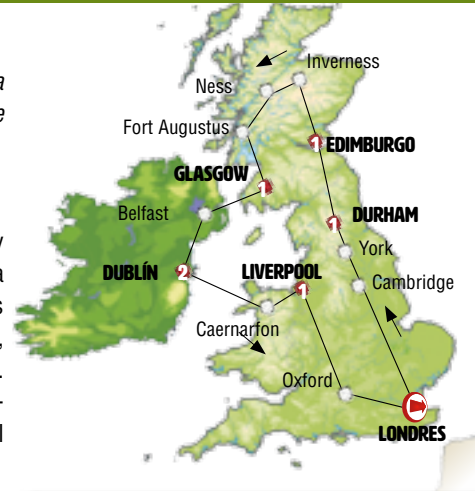 a
e
y
a
s
,
-
-
l
Inverness
Ness
Fort Augustus
1 EDIMBURGO
GLASGOW
1
Belfast
1 DURHAM
York
DUBLÍN 2
LIVERPOOL
1
Cambridge
Caernarfon
Oxford
LONDRES